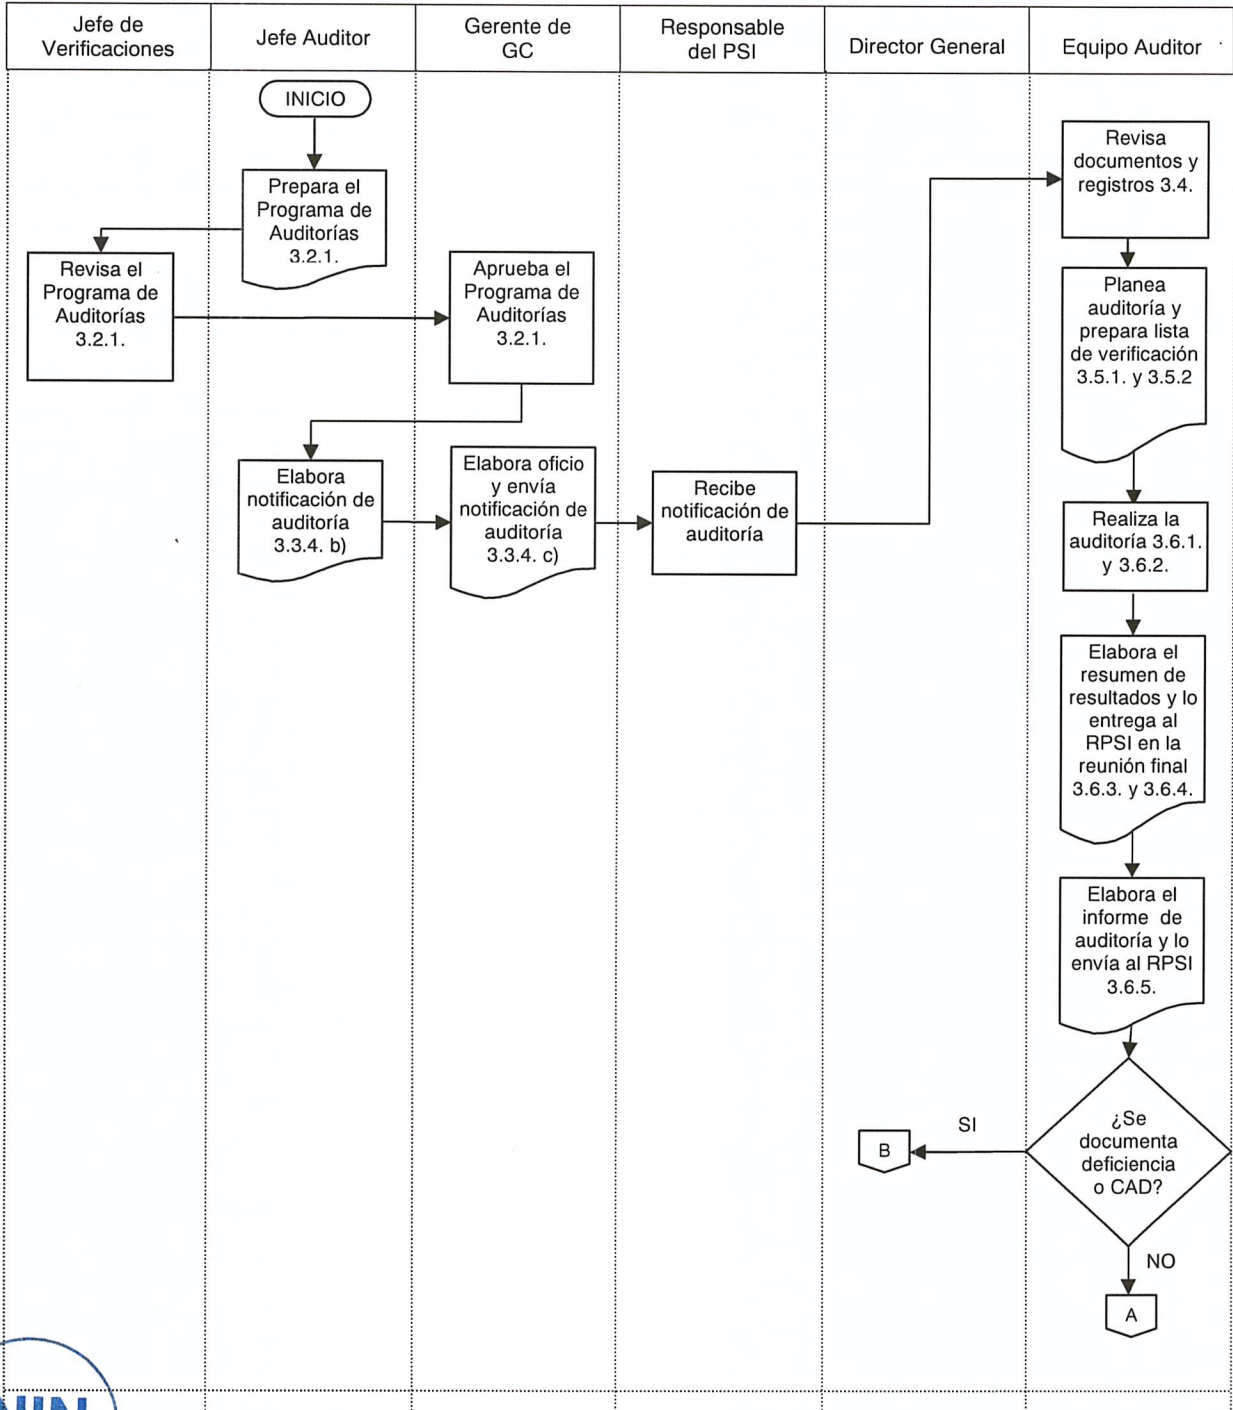 Jefe de
Verificaciones
Jefe Auditor
Gerente de
GC
Responsable
del PSI
Director General
Equipo Auditor
INICIO
Prepara el
Programa de
Auditorías
3.2.1.
Revisa el
Programa de
Auditorías
3.2.1.
Aprueba el
Programa de
Auditorías
3.2.1.
Elabora
notificación de
auditoría
3.3.4. b)
Elabora oficio
y envía
notificación de
auditoría
3.3.4. c)
Recibe
notificación de
auditoría
Revisa
documentos y
registros 3.4.
Planea
auditoría y
prepara lista
de verificación
3.5.1. y 3.5.2
Realiza la
auditoría 3.6.1.
y 3.6.2.
Elabora el
resumen de
resultados y lo
entrega al
RPSI en la
reunión final
3.6.3. y 3.6.4.
Elabora el
informe  de
auditoría y lo
envía al RPSI
3.6.5.
¿Se
documenta
deficiencia
o CAD?
SI
B
NO
A